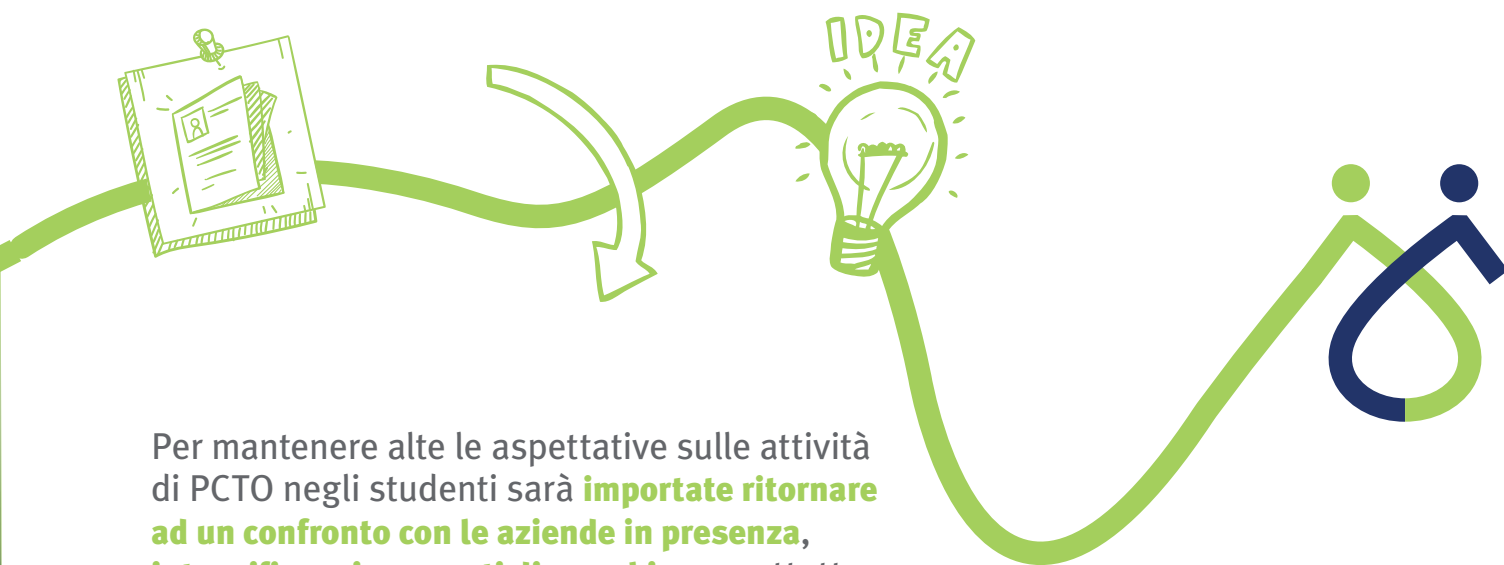 IDEA
Per mantenere alte le aspettative sulle attività
di PCTO negli studenti sarà importate ritornare
ad un confronto con le aziende in presenza,